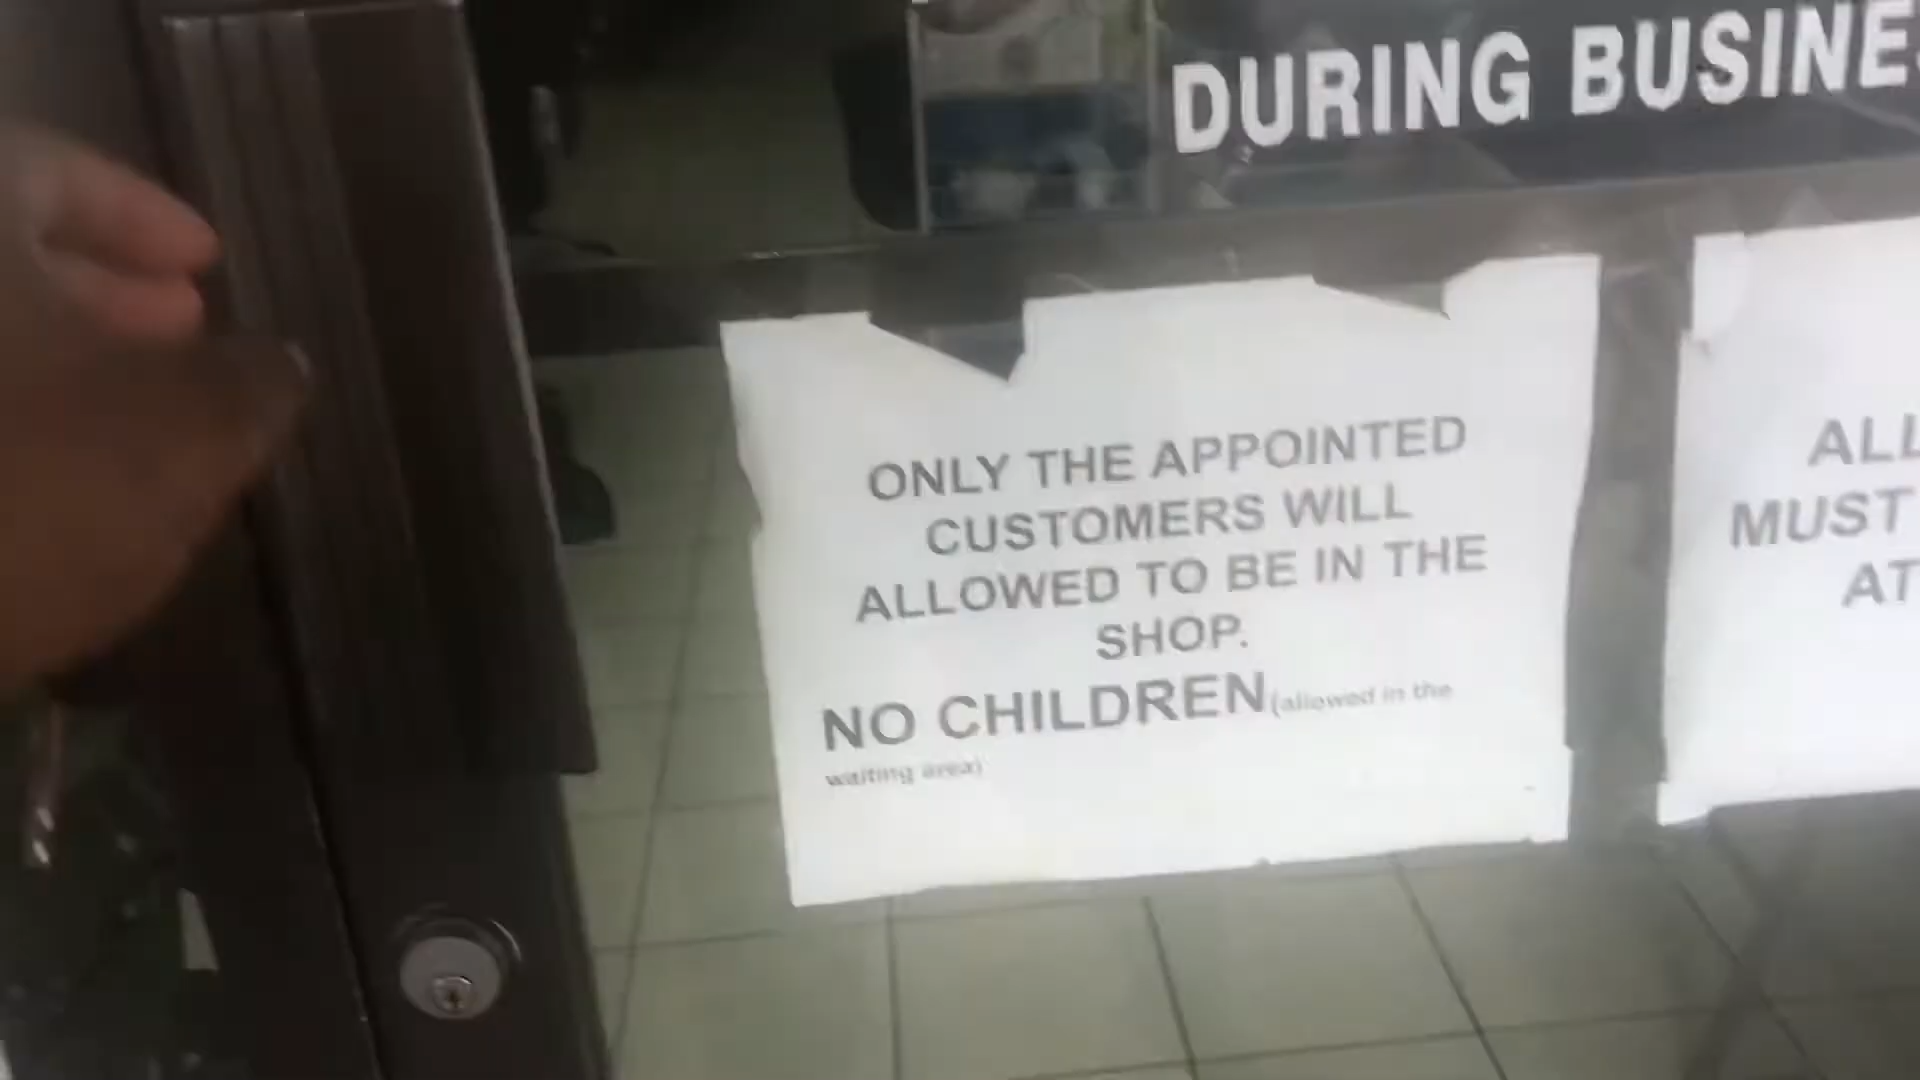 DURING BUSINE
ONLY THE APPOINTED
CUSTOMERS WILL
ALLOWED TO BE IN THE
SHOP.
NO CHILDREN(allowed in the
waiting area)
ALL
MUST
AT